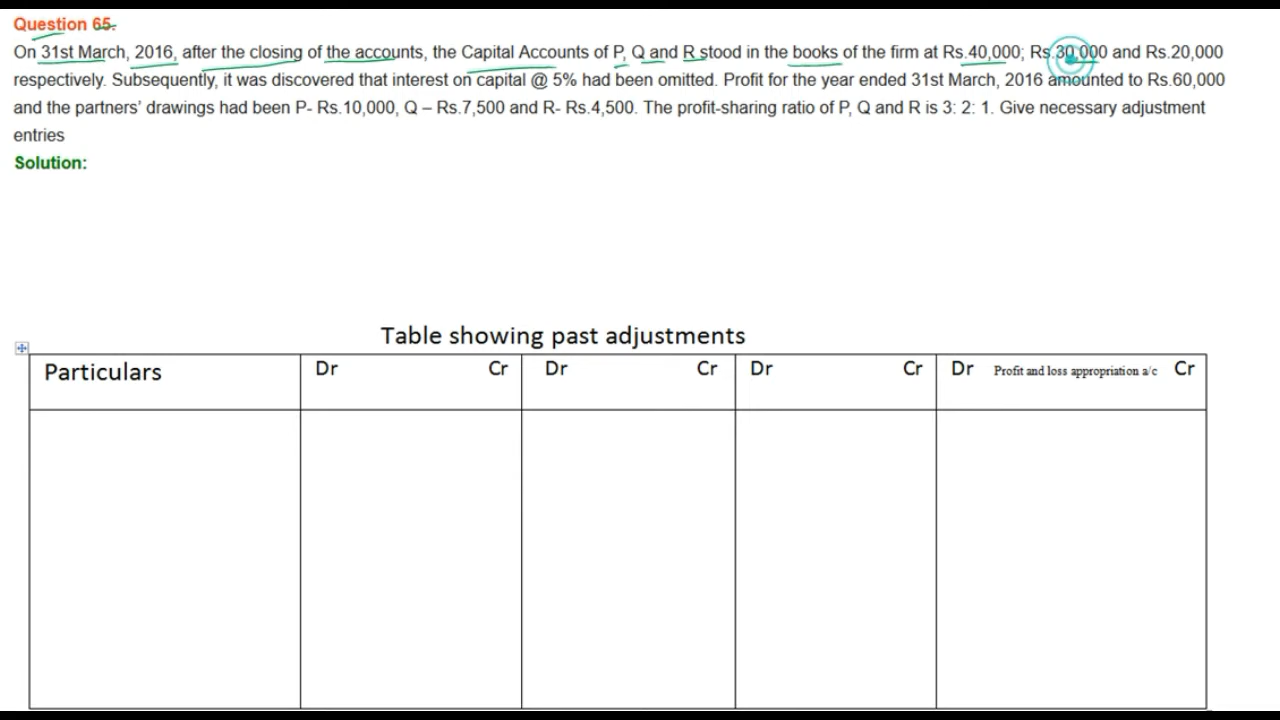 Question 65.
On 31st March, 2016, after the closing of the accounts, the Capital Accounts of P, Q and R stood in the books of the firm at Rs.40,000; Rs.30,000 and Rs.20,000
respectively. Subsequently, it was discovered that interest on capital @ 5% had been omitted. Profit for the year ended 31st March, 2016 amounted to Rs.60,000
and the partners' drawings had been P- Rs.10,000, Q – Rs.7,500 and R- Rs.4,500. The profit-sharing ratio of P, Q and R is 3: 2: 1. Give necessary adjustment
entries
Solution:
Table showing past adjustments
Particulars Dr Cr Dr Cr Dr Cr Dr Profit and loss appropriation a/c Cr